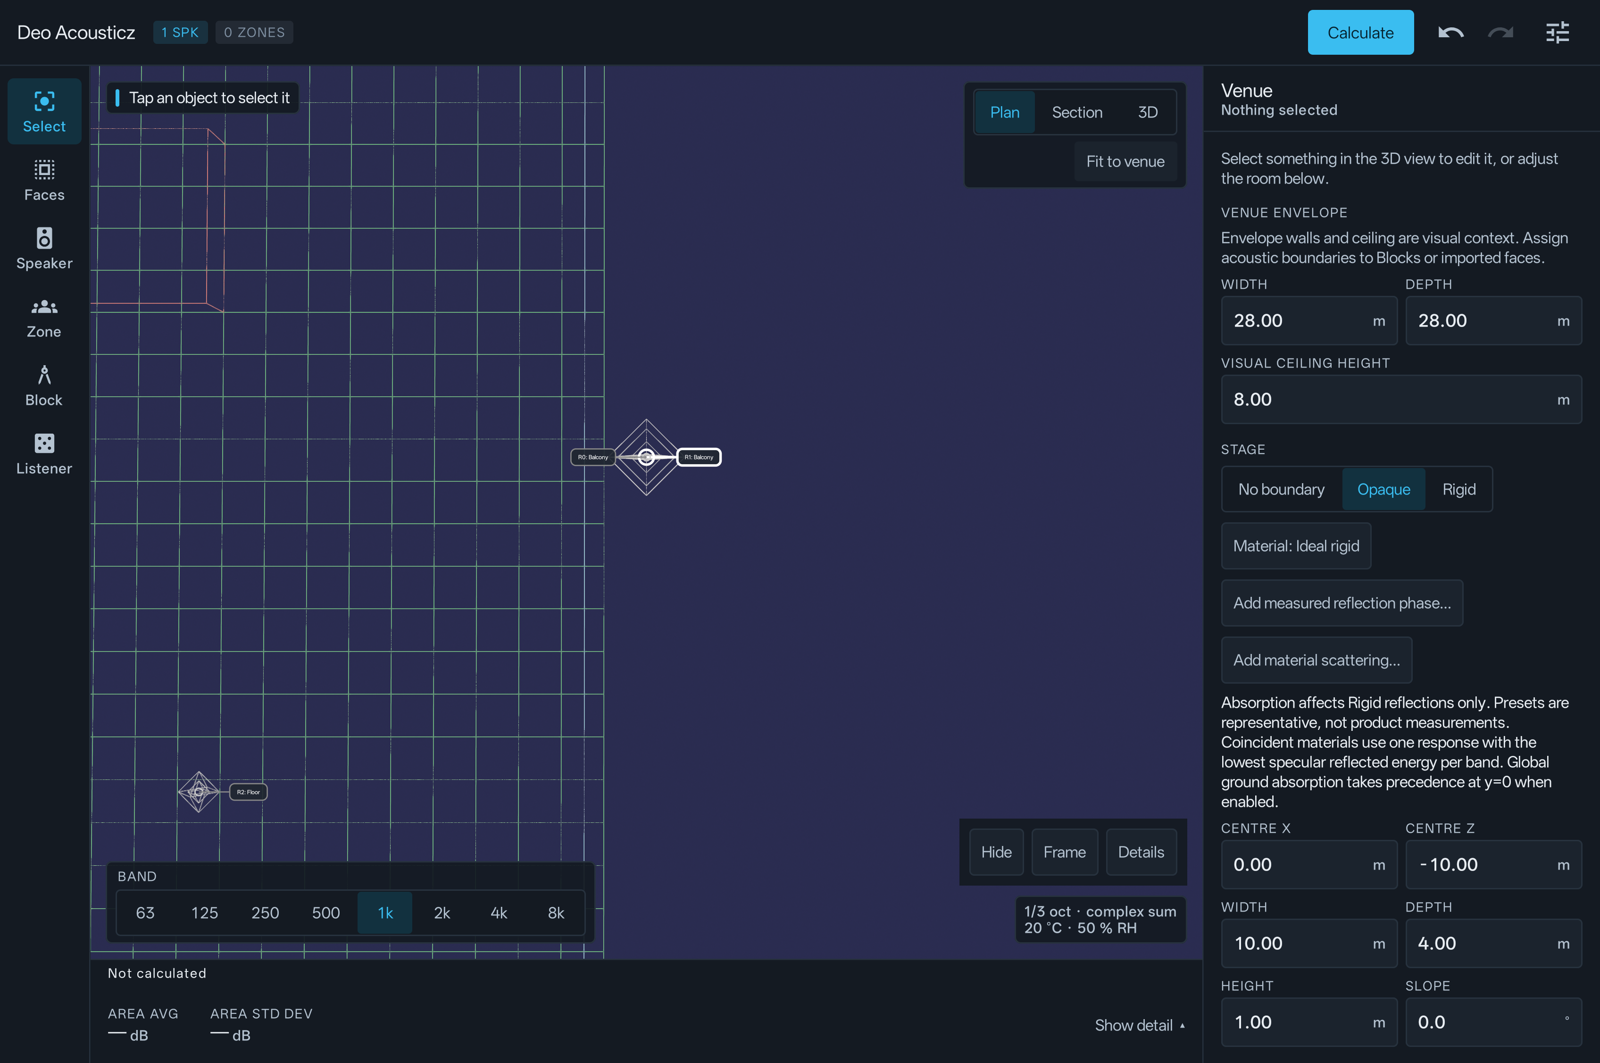 Deo Acousticz
1 SPK
0 ZONES
Calculate
Select
Faces
Speaker
Zone
Block
Listener
Tap an object to select it
Plan
Section
3D
Fit to venue
R0: Balcony
R1: Balcony
R2: Floor
BAND
63
125
250
500
1k
2k
4k
8k
Hide
Frame
Details
1/3 oct · complex sum
20 °C · 50 % RH
Not calculated
AREA AVG
— dB
AREA STD DEV
— dB
Show detail ▴
Venue
Nothing selected
Select something in the 3D view to edit it, or adjust
the room below.
VENUE ENVELOPE
Envelope walls and ceiling are visual context. Assign
acoustic boundaries to Blocks or imported faces.
WIDTH
DEPTH
28.00 m
28.00 m
VISUAL CEILING HEIGHT
8.00 m
STAGE
No boundary
Opaque
Rigid
Material: Ideal rigid
Add measured reflection phase...
Add material scattering...
Absorption affects Rigid reflections only. Presets are
representative, not product measurements.
Coincident materials use one response with the
lowest specular reflected energy per band. Global
ground absorption takes precedence at y=0 when
enabled.
CENTRE X
CENTRE Z
0.00 m
-10.00 m
WIDTH
DEPTH
10.00 m
4.00 m
HEIGHT
SLOPE
1.00 m
0.0 °